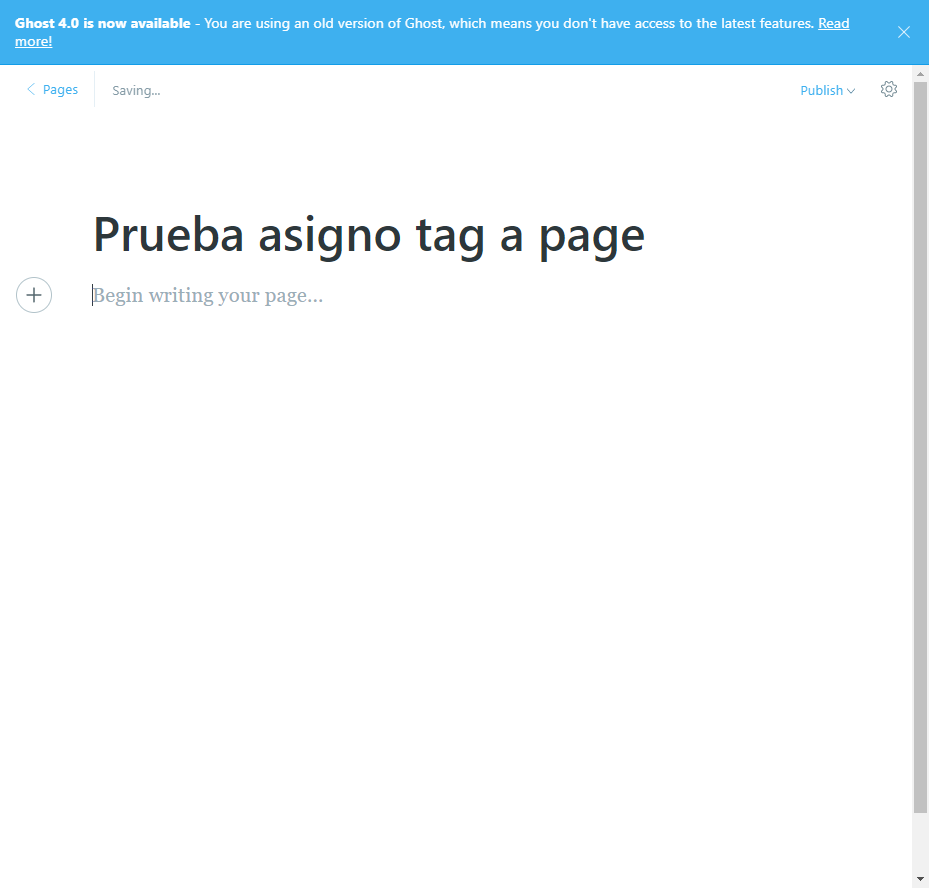 Ghost 4.0 is now available - You are using an old version of Ghost, which means you don't have access to the latest features. Read
more!
Pages
Saving...
Publish
Prueba asigno tag a page
Begin writing your page...